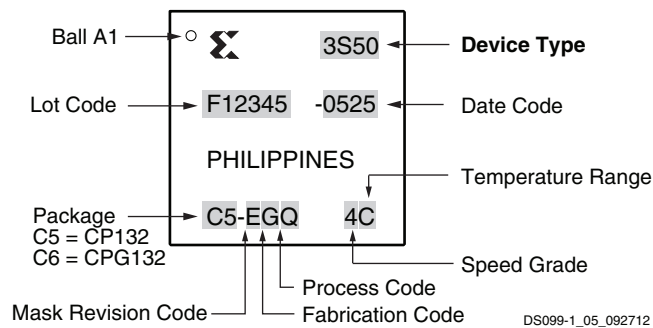 Ball A1
3S50
Device Type
Lot Code
F12345
-0525
Date Code
PHILIPPINES
Temperature Range
Package
C5-EGQ
4C
C5 = CP132
C6 = CPG132
Speed Grade
Process Code
Mask Revision Code
Fabrication Code
DS099-1_05_092712